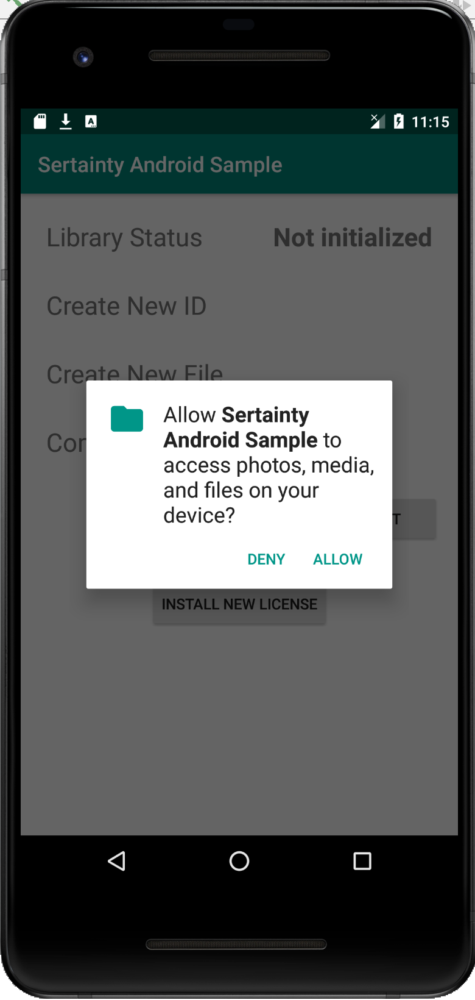 11:15
Sertainty Android Sample
Library Status Not initialized
Create New ID
Create New File
Allow Sertainty
Android Sample to
access photos, media,
and files on your
device?
DENY ALLOW
INSTALL NEW LICENSE